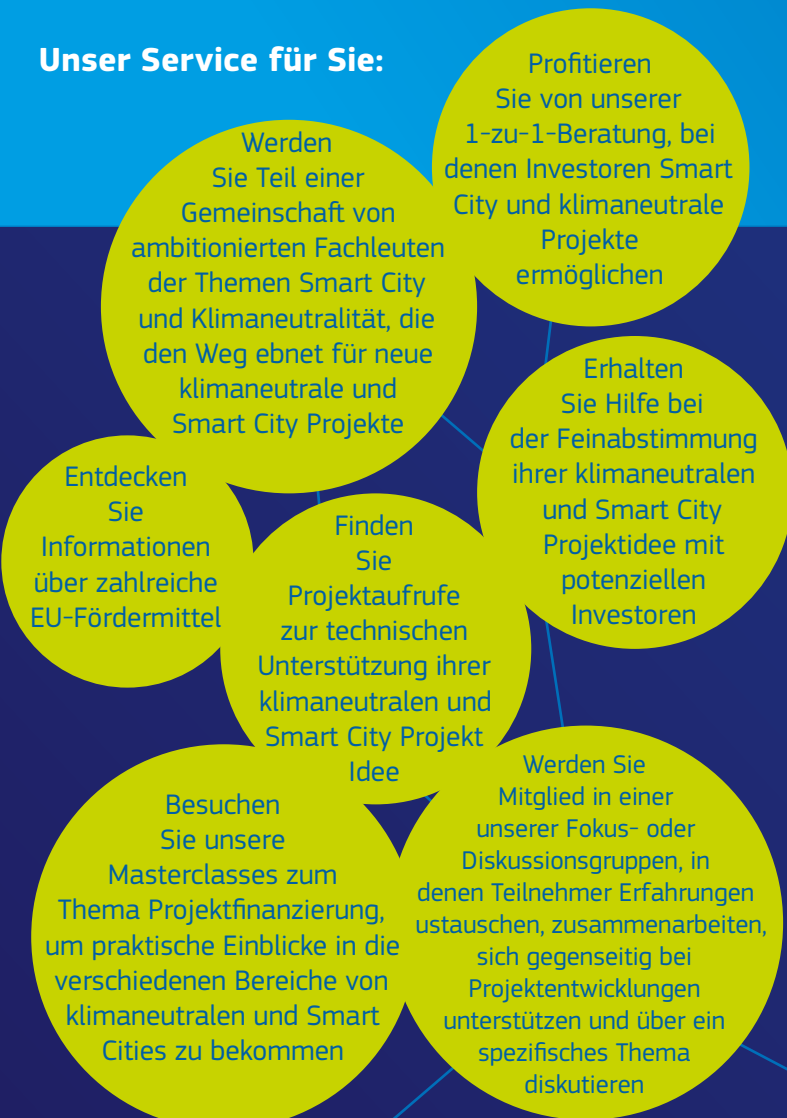 Unser Service für Sie:
Profitieren
Sie von unserer
1-zu-1-Beratung, bei
denen Investoren Smart
City und klimaneutrale
Projekte
ermöglichen
Werden
Sie Teil einer
Gemeinschaft von
ambitionierten Fachleuten
der Themen Smart City
und Klimaneutralität, die
den Weg ebnet für neue
klimaneutrale und
Smart City Projekte
Erhalten
Sie Hilfe bei
der Feinabstimmung
ihrer klimaneutralen
und Smart City
Projektidee mit
potenziellen
Investoren
Entdecken
Sie
Informationen
über zahlreiche
EU-Fördermittel
Finden
Sie
Projektaufrufe
zur technischen
Unterstützung ihrer
klimaneutralen und
Smart City Projekt
Idee
Besuchen
Sie unsere
Masterclasses zum
Thema Projektfinanzierung,
um praktische Einblicke in die
verschiedenen Bereiche von
klimaneutralen und Smart
Cities zu bekommen
Werden Sie
Mitglied in einer
unserer Fokus- oder
Diskussionsgruppen, in
denen Teilnehmer Erfahrungen
ustauschen, zusammenarbeiten,
sich gegenseitig bei
Projektentwicklungen
unterstützen und über ein
spezifisches Thema
diskutieren